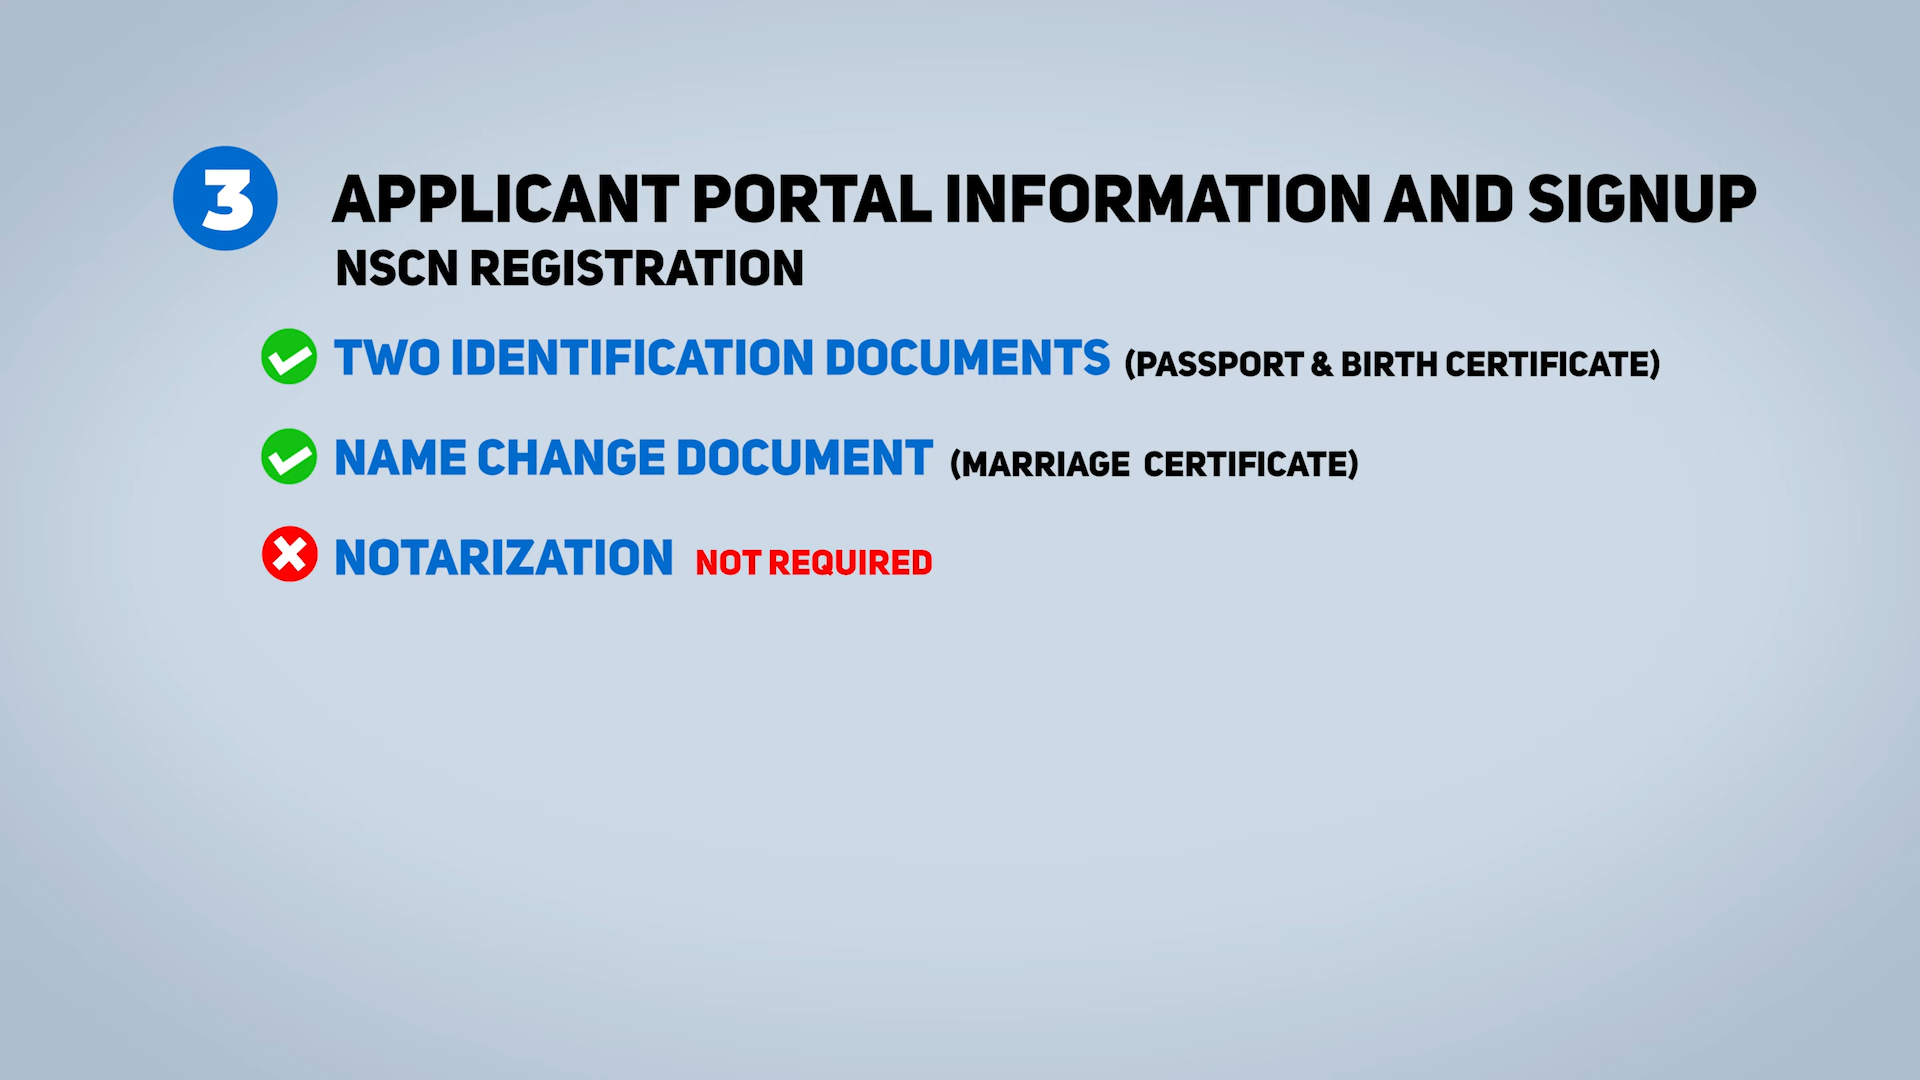 3 APPLICANT PORTAL INFORMATION AND SIGNUP
NSCN REGISTRATION
TWO IDENTIFICATION DOCUMENTS (PASSPORT & BIRTH CERTIFICATE)
NAME CHANGE DOCUMENT (MARRIAGE CERTIFICATE)
NOTARIZATION NOT REQUIRED